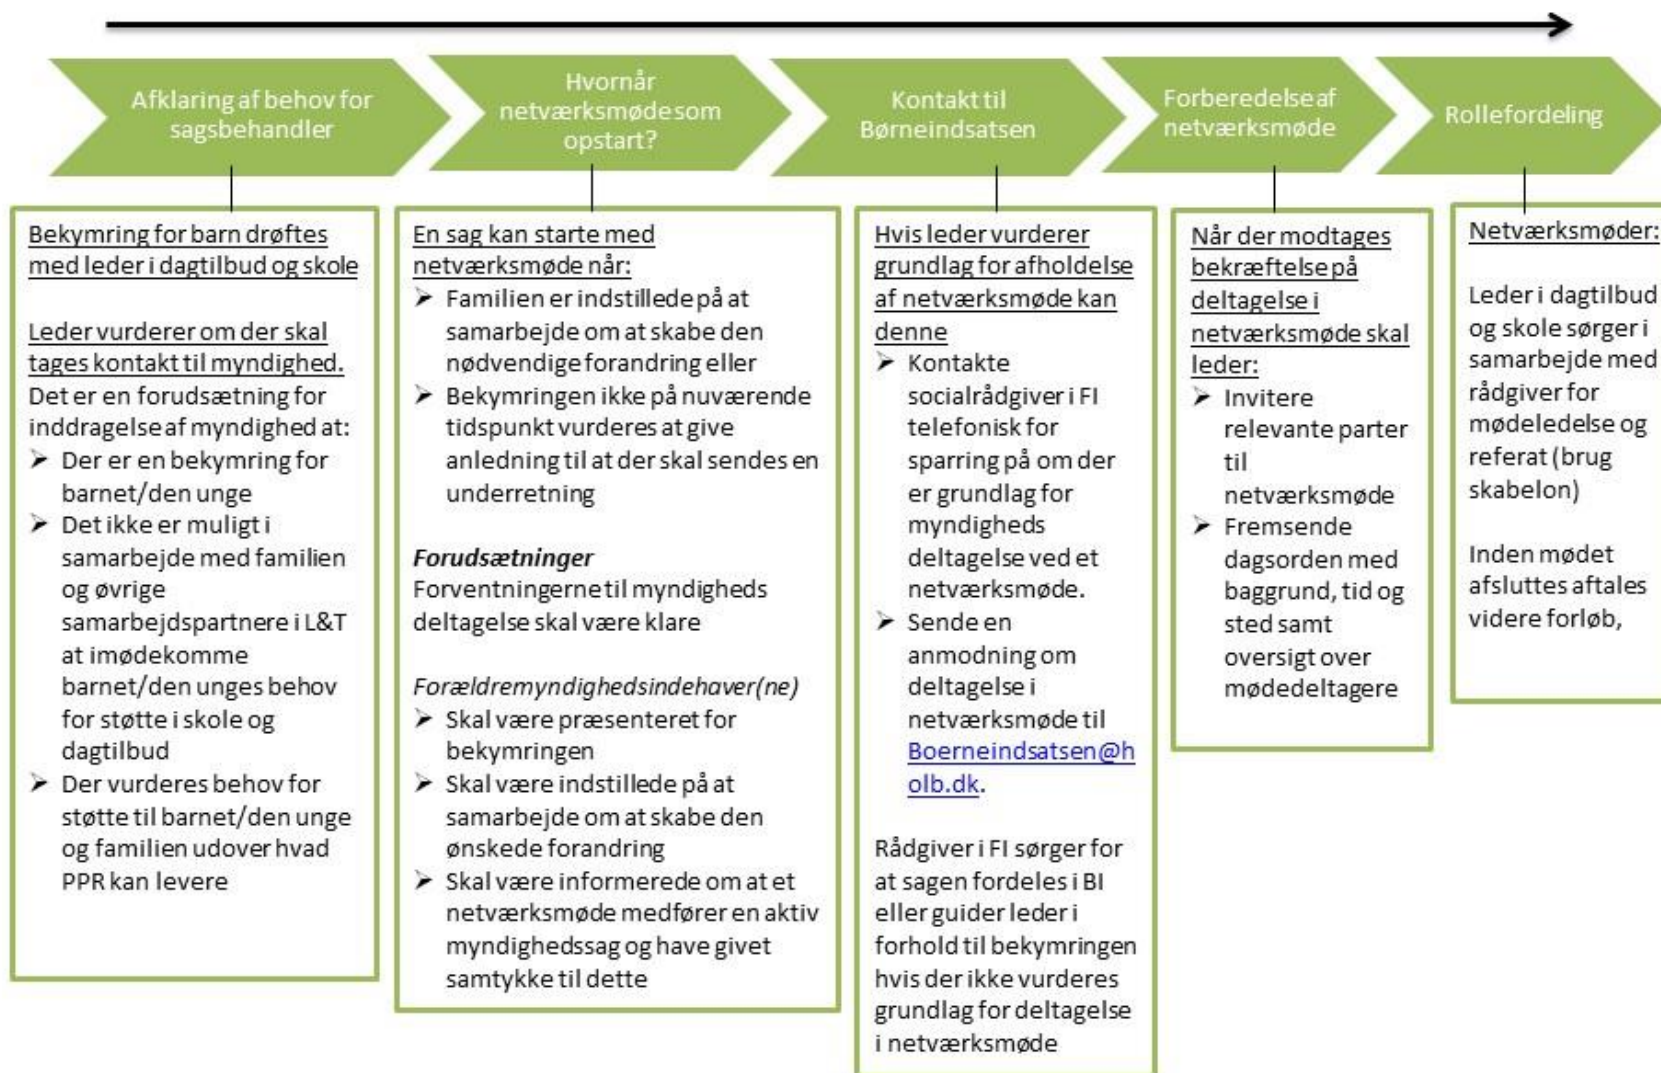 Afklaring af behov for
sagsbehandler
Hvornår
netværksmøde som
opstart?
Kontakt til
Børneindsatsen
Forberedelse af
netværksmøde
Rollefordeling
Bekymring for barn drøftes
med leder i dagtilbud og skole
Leder vurderer om der skal
tages kontakt til myndighed.
Det er en forudsætning for
inddragelse af myndighed at:
➢ Der er en bekymring for
barnet/den unge
➢ Det ikke er muligt i
samarbejde med familien
og øvrige
samarbejdspartnere i L&T
at imødekomme
barnet/den unges behov
for støtte i skole og
dagtilbud
➢ Der vurderes behov for
støtte til barnet/den unge
og familien udover hvad
PPR kan levere
En sag kan starte med
netværksmøde når:
➢ Familien er indstillede på at
samarbejde om at skabe den
nødvendige forandring eller
➢ Bekymringen ikke på nuværende
tidspunkt vurderes at give
anledning til at der skal sendes en
underretning
Forudsætninger
Forventningerne til myndigheds
deltagelse skal være klare
Forældremyndighedsindehaver(ne)
➢ Skal være præsenteret for
bekymringen
➢ Skal være indstillede på at
samarbejde om at skabe den
ønskede forandring
➢ Skal være informerede om at et
netværksmøde medfører en aktiv
myndighedssag og have givet
samtykke til dette
Hvis leder vurderer
grundlag for afholdelse
af netværksmøde kan
denne
➢ Kontakte
socialrådgiver i FI
telefonisk for
sparring på om der
er grundlag for
myndigheds
deltagelse ved et
netværksmøde.
➢ Sende en
anmodning om
deltagelse i
netværksmøde til
Boerneindsatsen@h
olb.dk.
Rådgiver i FI sørger for
at sagen fordeles i BI
eller guider leder i
forhold til bekymringen
hvis der ikke vurderes
grundlag for deltagelse
i netværksmøde
Når der modtages
bekræftelse på
deltagelse i
netværksmøde skal
leder:
➢ Invitere
relevante parter
til
netværksmøde
➢ Fremsende
dagsorden med
baggrund, tid og
sted samt
oversigt over
mødedeltagere
Netværksmøder:
Leder i dagtilbud
og skole sørger i
samarbejde med
rådgiver for
mødeledelse og
referat (brug
skabelon)
Inden mødet
afsluttes aftales
videre forløb,